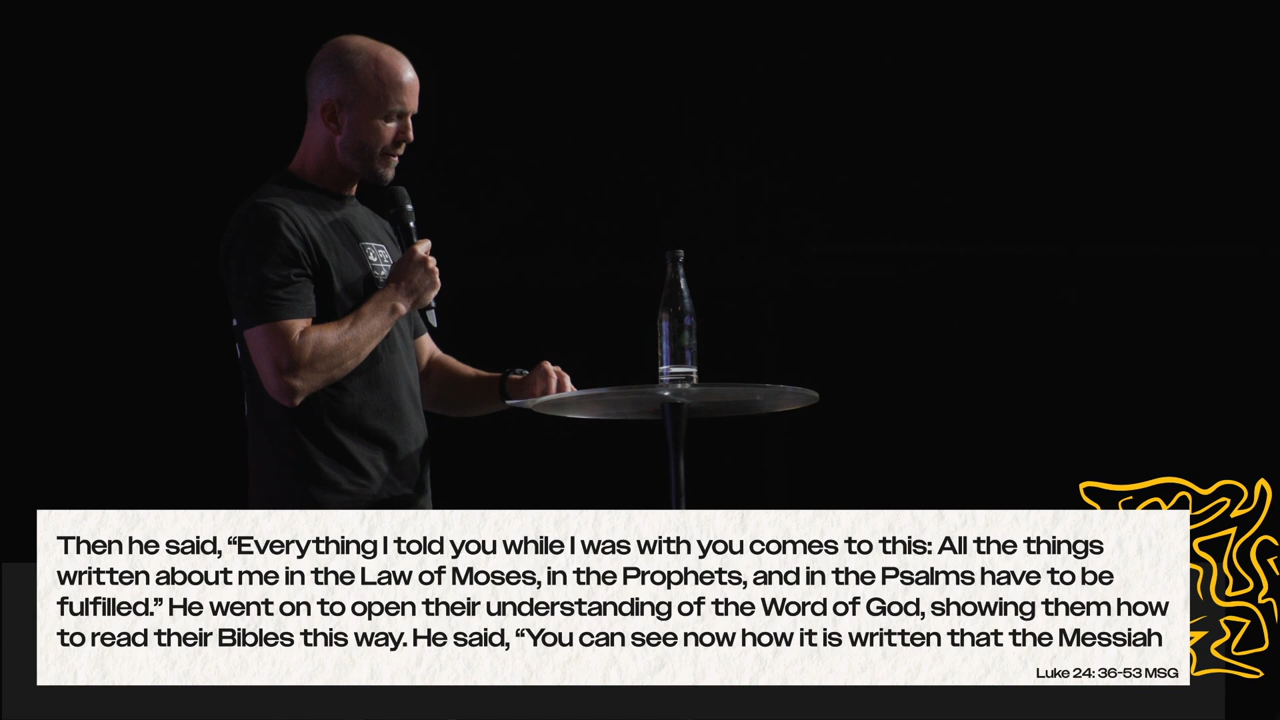 Then he said, “Everything I told you while I was with you comes to this: All the things
written about me in the Law of Moses, in the Prophets, and in the Psalms have to be
fulfilled.” He went on to open their understanding of the Word of God, showing them how
to read their Bibles this way. He said, “You can see now how it is written that the Messiah
Luke 24: 36-53 MSG